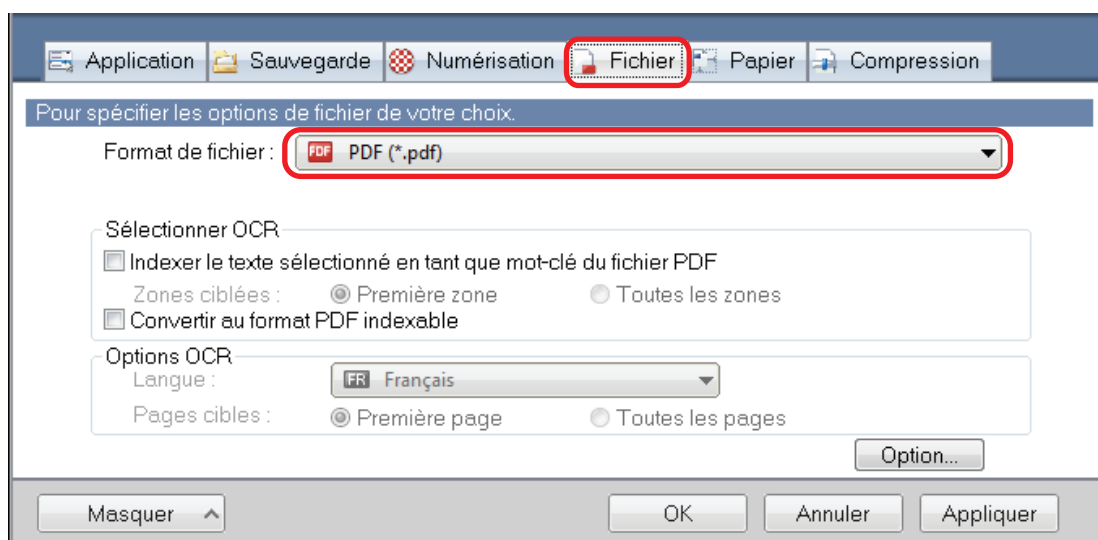 Application Sauvegarde Numérisation Fichier Papier Compression
Pour spécifier les options de fichier de votre choix.
Format de fichier : PDF PDF (*.pdf)
Sélectionner OCR
Indexer le texte sélectionné en tant que mot-clé du fichier PDF
Zones ciblées : Première zone Toutes les zones
Convertir au format PDF indexable
Options OCR
Langue : FR Français
Pages cibles : Première page Toutes les pages
Option...
Masquer OK Annuler Appliquer